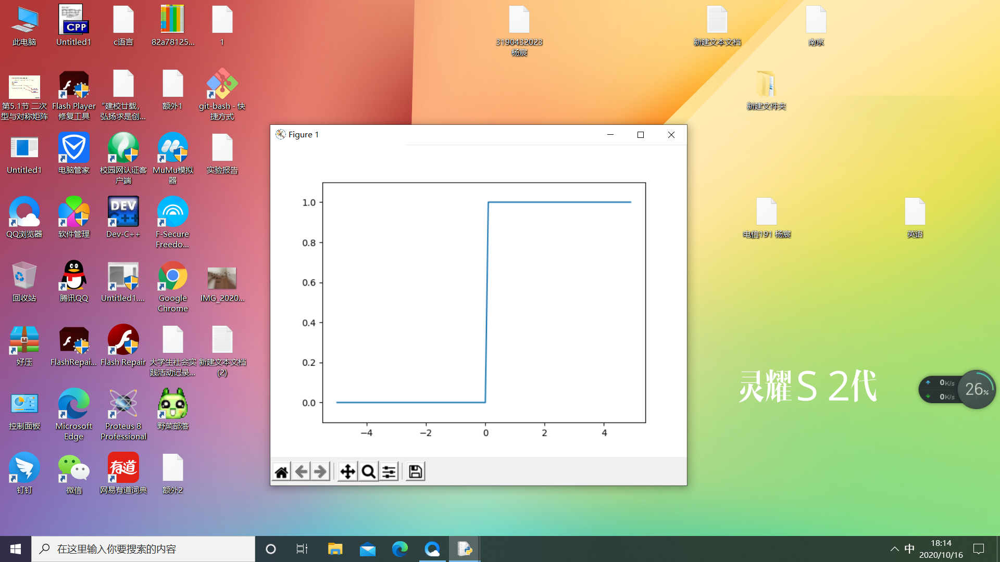 此电脑
Untitled1
c语言
82a78125...
1
3190432023
杨宸
新建文本文档
南京
第5.1节 二次
型与对称矩阵
Flash Player
修复工具
“建校廿载，
弘扬求是创...
额外1
git-bash - 快
捷方式
新建文件夹
Figure 1
Untitled1
电脑管家
校园网认证客
户端
MuMu模拟
器
实验报告
1.0
0.8
0.6
0.4
0.2
0.0
−4
−2
0
2
4
QQ浏览器
软件管理
DEV
C++
Dev-C++
F-Secure
Freedo...
电信191 杨宸
英语
回收站
腾讯QQ
Untitled1....
Google
Chrome
IMG_2020...
好压
FlashRepai...
Flash Repair
大学生社会实
践活动记录...
新建文本文档
(2)
灵耀S 2代
0K/s
0K/s
26%
控制面板
Microsoft
Edge
Proteus 8
Professional
野菜部落
有道
钉钉
微信
网易有道词典
额外2
在这里输入你要搜索的内容
中
18:14
2020/10/16
DEV
CPP